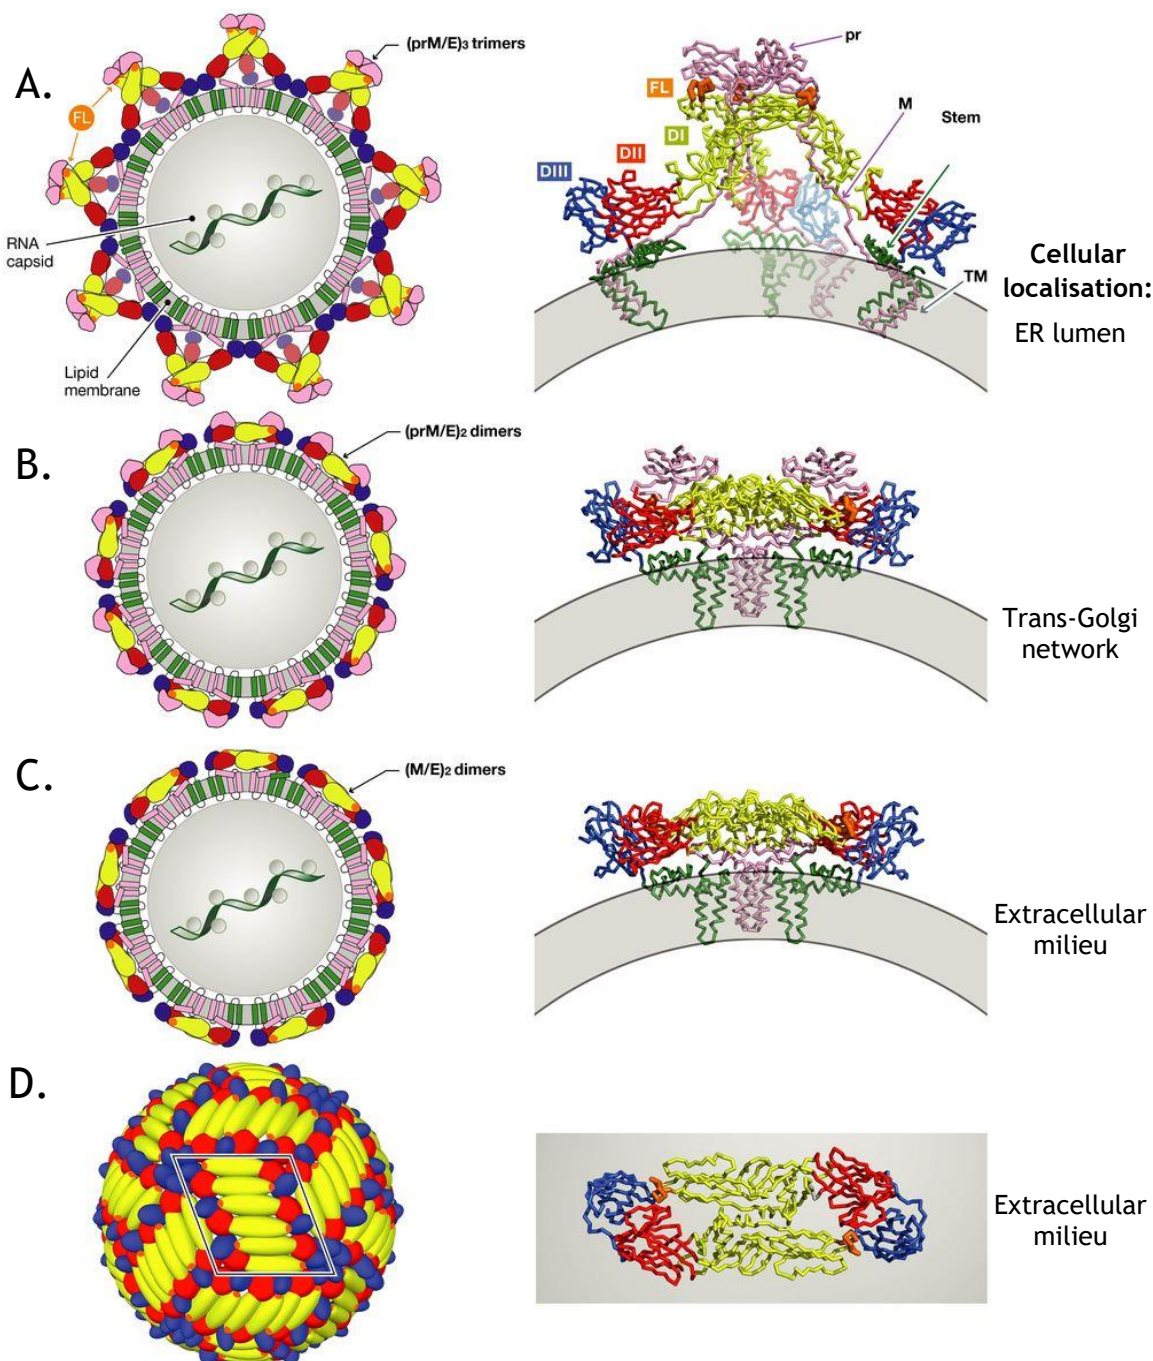 A.
(prM/E)3 trimers
FL
RNA
capsid
Lipid
membrane
pr
FL
M
Stem
DI
DII
DIII
TM
Cellular
localisation:
ER lumen
B.
(prM/E)2 dimers
Trans-Golgi
network
C.
(M/E)2 dimers
Extracellular
milieu
D.
Extracellular
milieu